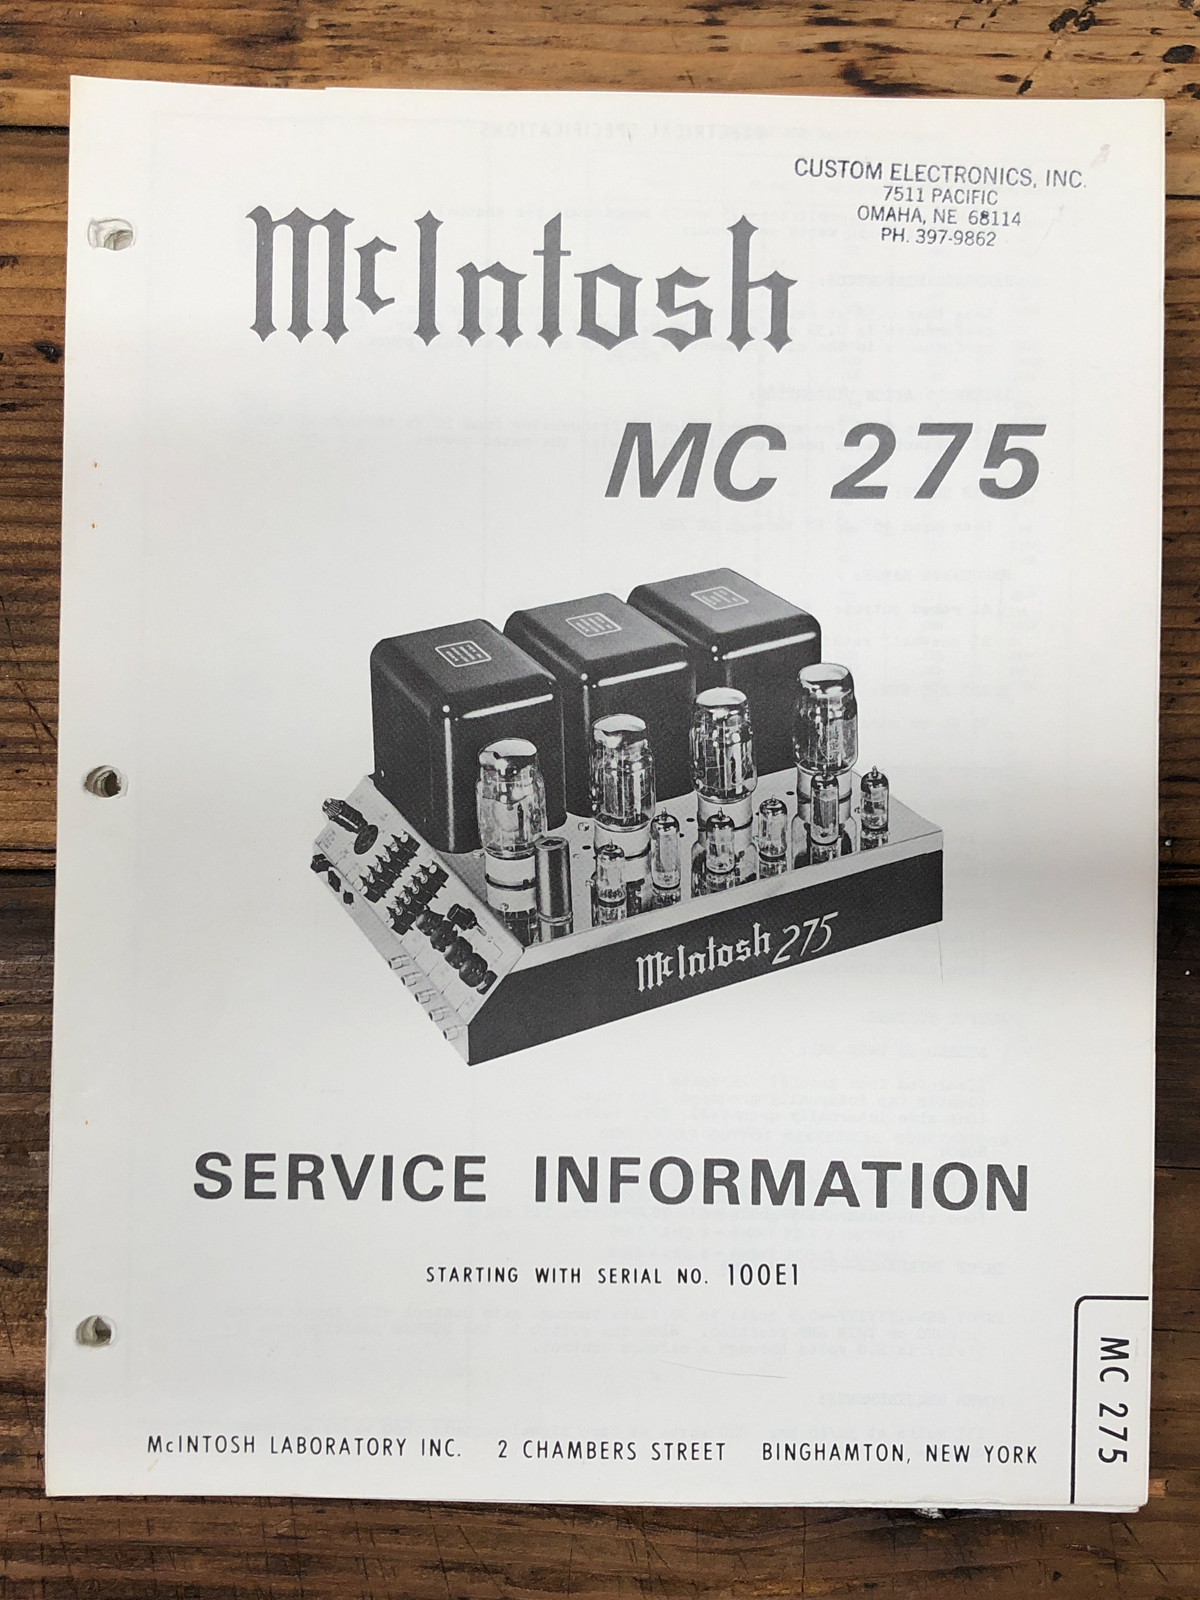 CUSTOM ELECTRONICS, INC.
7511 PACIFIC
OMAHA, NE 68114
PH. 397-9862
McIntosh
MC 275
McIntosh 275
SERVICE INFORMATION
STARTING WITH SERIAL NO. 100E1
MC 275
McINTOSH LABORATORY INC. 2 CHAMBERS STREET BINGHAMTON, NEW YORK